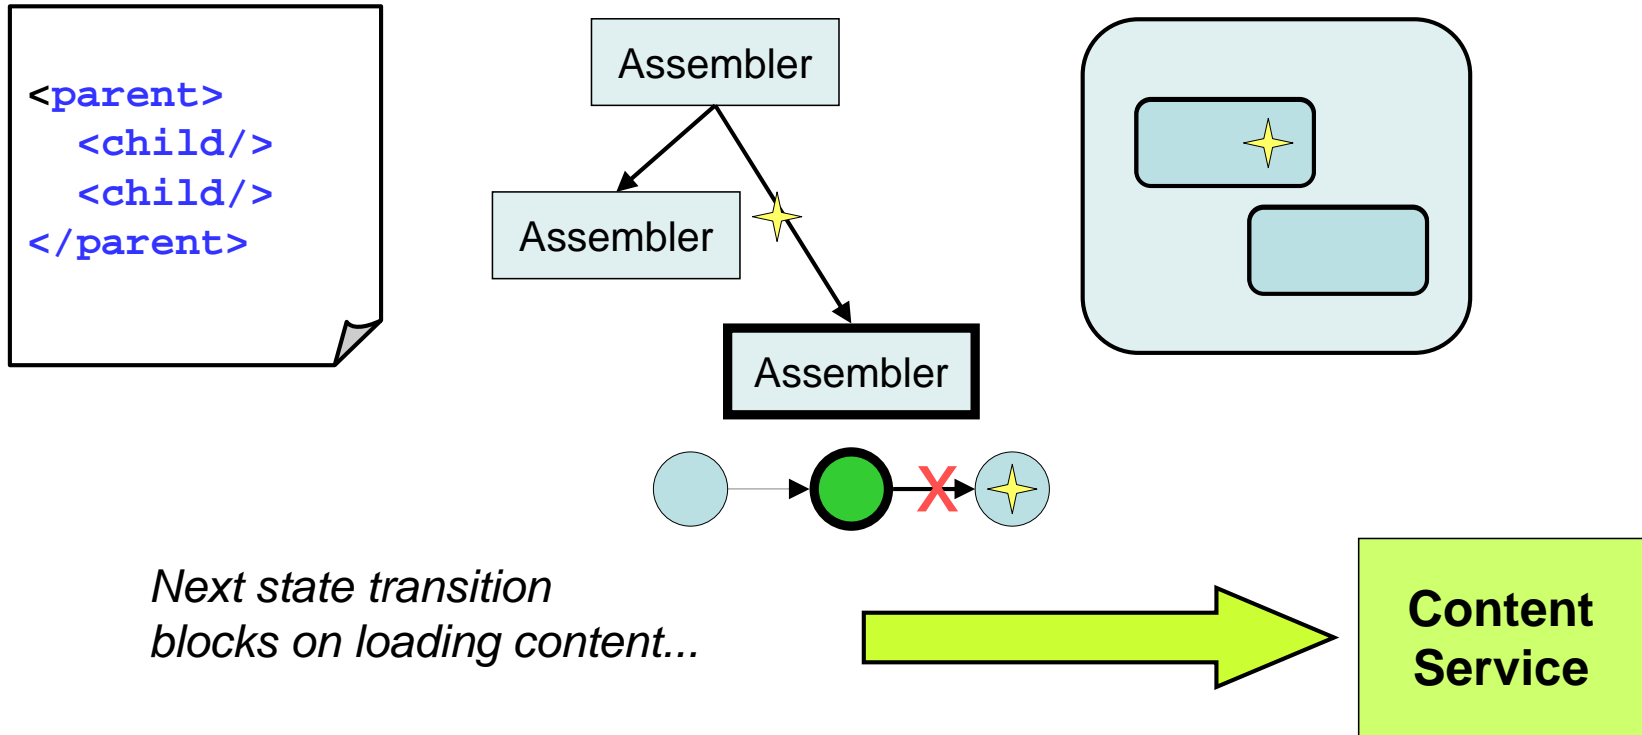 <parent>
  <child/>
  <child/>
</parent>
Assembler
Assembler
Assembler
X
Next state transition
blocks on loading content...
Content
Service